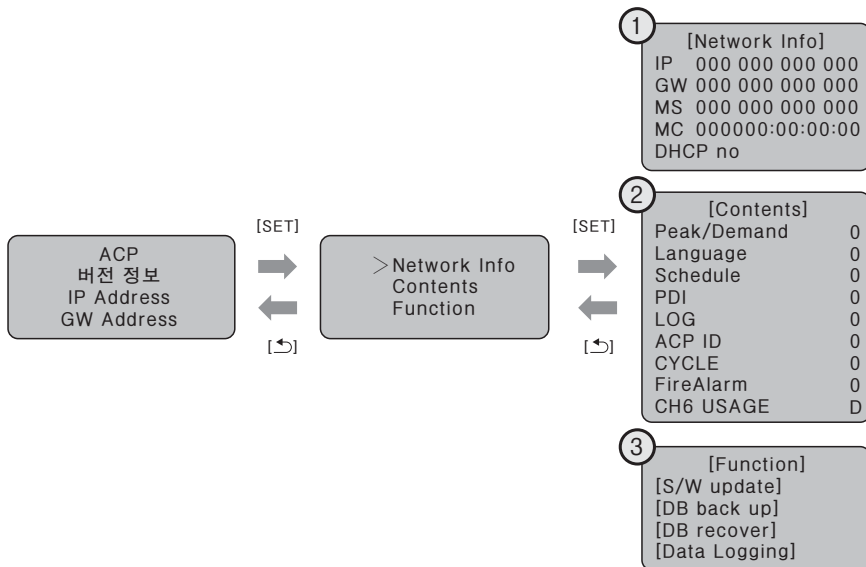 ACP
버전 정보
IP Address
GW Address
[SET]
[⮌]
>Network Info
Contents
Function
[SET]
[⮌]
1
[Network Info]
IP 000 000 000 000
GW 000 000 000 000
MS 000 000 000 000
MC 000000:00:00:00
DHCP no
2
[Contents]
Peak/Demand 0
Language 0
Schedule 0
PDI 0
LOG 0
ACP ID 0
CYCLE 0
FireAlarm 0
CH6 USAGE D
3
[Function]
[S/W update]
[DB back up]
[DB recover]
[Data Logging]